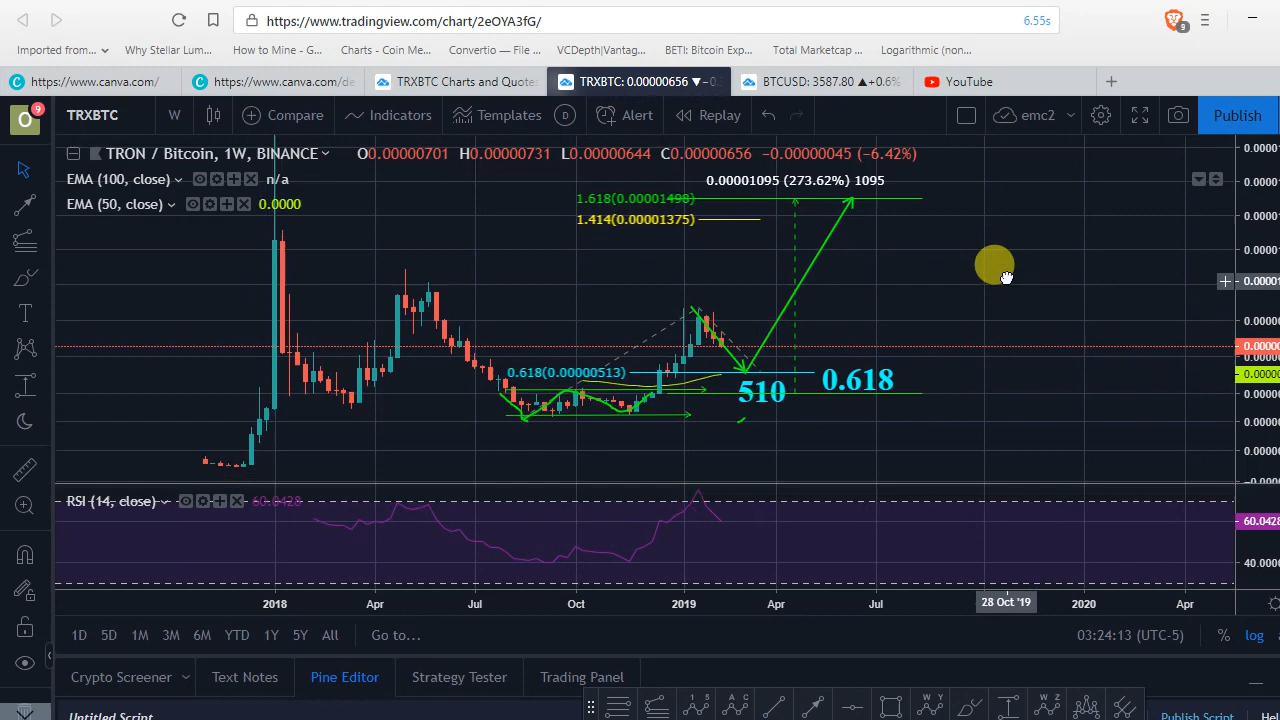 https://www.tradingview.com/chart/2eOYA3fG/ 6.55s 9
Imported from... Why Stellar Lum... How to Mine - G... Charts - Coin Me... Convertio — File ... VCDepth|Vantag... BETI: Bitcoin Exp... Total Marketcap ... Logarithmic (non...
https://www.canva.com/ https://www.canva.com/de TRXBTC Charts and Quote TRXBTC: 0.00000656 ▼ −0. BTCUSD: 3587.80 ▲ +0.6% YouTube
O 9 TRXBTC W Compare Indicators Templates D Alert Replay emc2 Publish
TRON / Bitcoin, 1W, BINANCE O0.00000701 H0.00000731 L0.00000644 C0.00000656 −0.00000045 (−6.42%)
EMA (100, close) n/a
0.00001095 (273.62%) 1095
EMA (50, close) 0.0000
1.618(0.00001498)
1.414(0.00001375)
0.618(0.00000513)
510 0.618
RSI (14, close) 60.0428
60.0428
40.0000
2018 Apr Jul Oct 2019 Apr Jul 28 Oct '19 2020 Apr
1D 5D 1M 3M 6M YTD 1Y 5Y All Go to... 03:24:13 (UTC-5) % log
Crypto Screener Text Notes Pine Editor Strategy Tester Trading Panel
Untitled Script Publish Script